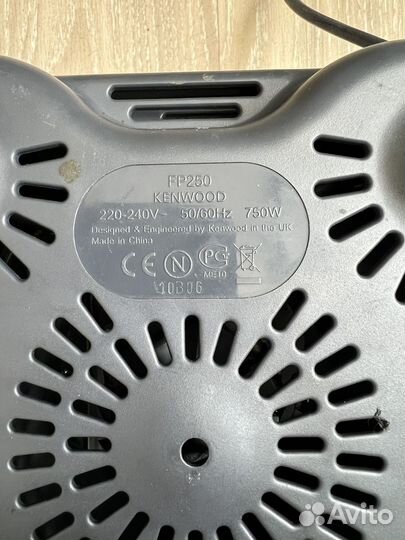 FP250
KENWOOD
220-240V~ 50/60Hz 750W
Designed & Engineered by Kenwood in the UK
Made in China
CE N PG
ME10
10B06
Avito